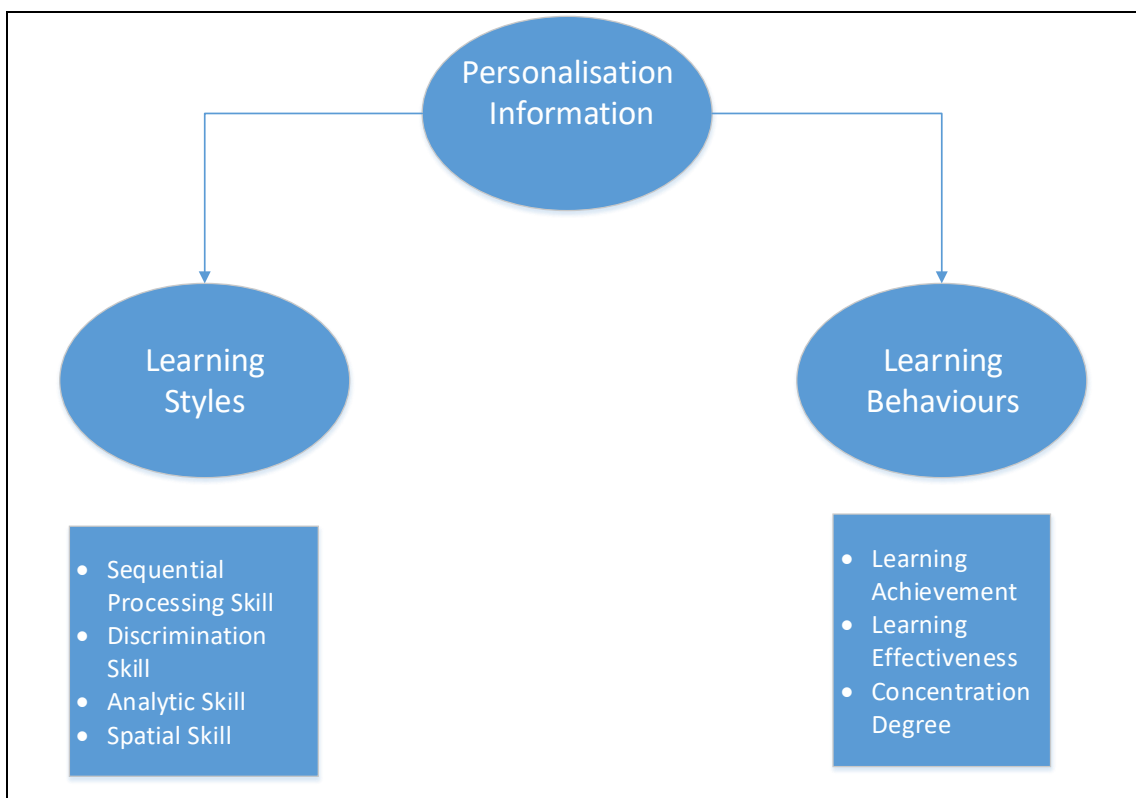 Personalisation
Information
Learning
Styles
Learning
Behaviours
• Sequential
Processing Skill
• Discrimination
Skill
• Analytic Skill
• Spatial Skill
• Learning
Achievement
• Learning
Effectiveness
• Concentration
Degree